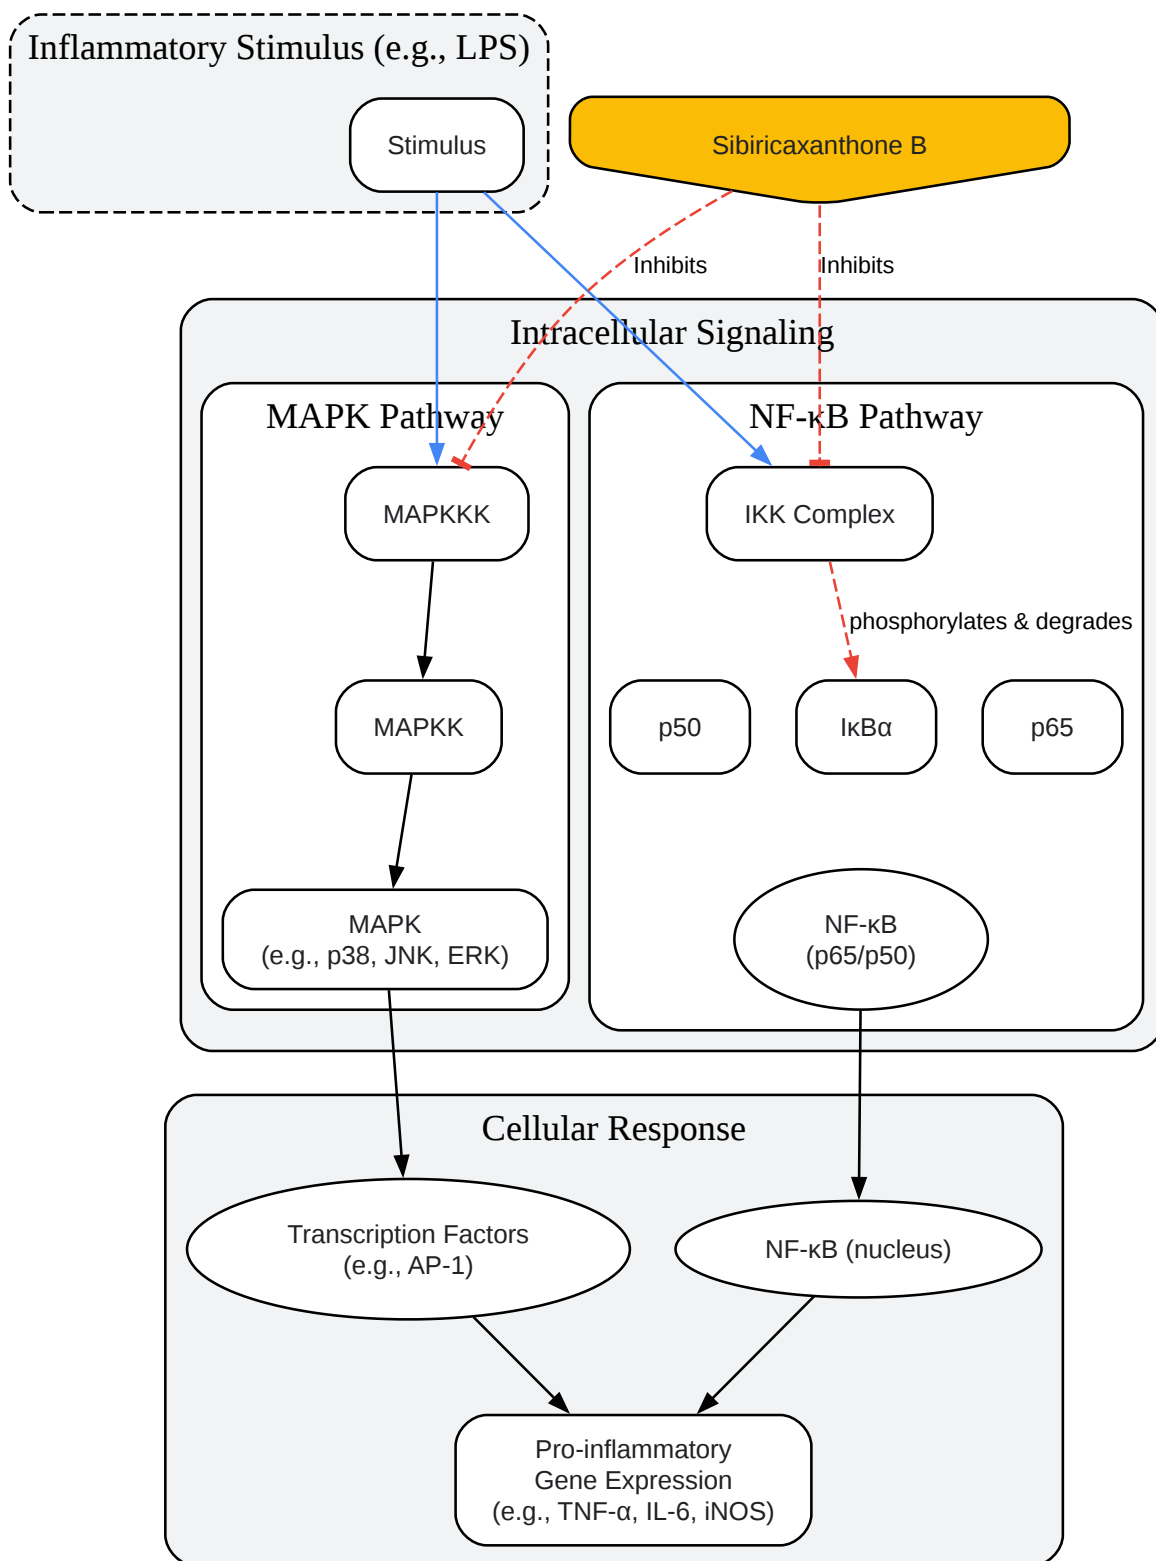 Inflammatory Stimulus (e.g., LPS)
Stimulus
Sibiricaxanthone B
Inhibits
Inhibits
Intracellular Signaling
MAPK Pathway
NF-κB Pathway
MAPKKK
IKK Complex
phosphorylates & degrades
MAPKK
p50
IκBα
p65
MAPK
(e.g., p38, JNK, ERK)
NF-κB
(p65/p50)
Cellular Response
Transcription Factors
(e.g., AP-1)
NF-κB (nucleus)
Pro-inflammatory
Gene Expression
(e.g., TNF-α, IL-6, iNOS)